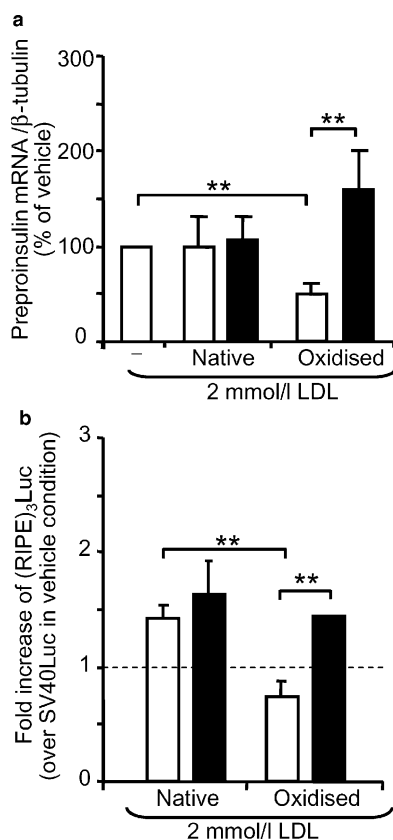 a
Preproinsulin mRNA /β-tubulin
(% of vehicle)
300
200
100
0
**
**
–
Native
Oxidised
2 mmol/l LDL
b
Fold increase of (RIPE)₃Luc
(over SV40Luc in vehicle condition)
3
2
1
0
**
**
Native
Oxidised
2 mmol/l LDL